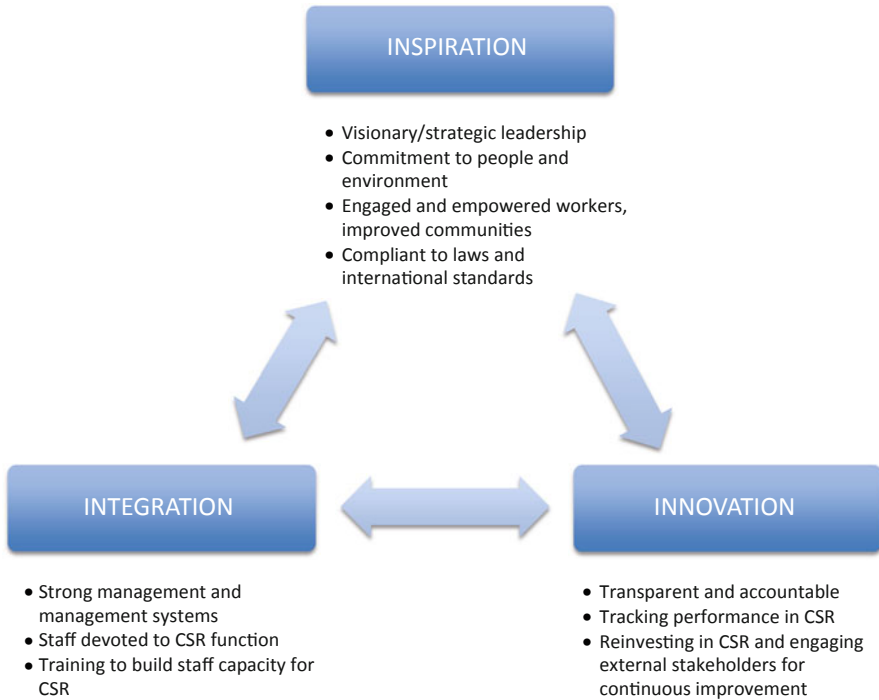 INSPIRATION
• Visionary/strategic leadership
• Commitment to people and
environment
• Engaged and empowered workers,
improved communities
• Compliant to laws and
international standards
INTEGRATION
• Strong management and
management systems
• Staff devoted to CSR function
• Training to build staff capacity for
CSR
INNOVATION
• Transparent and accountable
• Tracking performance in CSR
• Reinvesting in CSR and engaging
external stakeholders for
continuous improvement